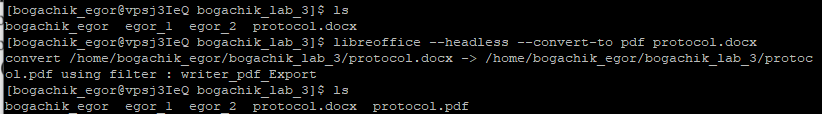 [bogachik_egor@vpsj3IeQ bogachik_lab_3]$ ls
bogachik_egor  egor_1  egor_2  protocol.docx
[bogachik_egor@vpsj3IeQ bogachik_lab_3]$ libreoffice --headless --convert-to pdf protocol.docx
convert /home/bogachik_egor/bogachik_lab_3/protocol.docx -> /home/bogachik_egor/bogachik_lab_3/protoc
ol.pdf using filter : writer_pdf_Export
[bogachik_egor@vpsj3IeQ bogachik_lab_3]$ ls
bogachik_egor  egor_1  egor_2  protocol.docx  protocol.pdf